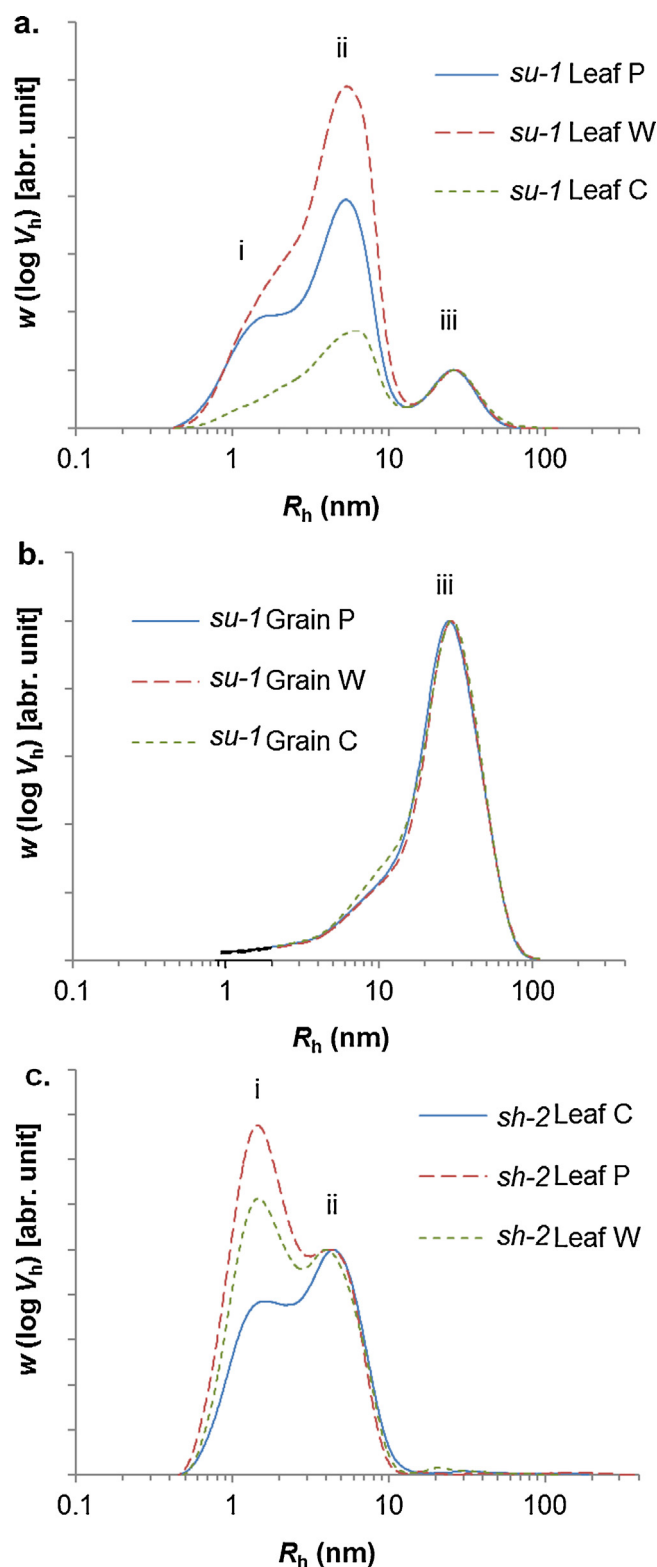 a.
ii
su-1 Leaf P
su-1 Leaf W
su-1 Leaf C
i
iii
w (log Vh) [abr. unit]
0.1 1 10 100
Rh (nm)
b.
iii
su-1 Grain P
su-1 Grain W
su-1 Grain C
w (log Vh) [abr. unit]
0.1 1 10 100
Rh (nm)
c.
i
sh-2 Leaf C
sh-2 Leaf P
ii
sh-2 Leaf W
w (log Vh) [abr. unit]
0.1 1 10 100
Rh (nm)